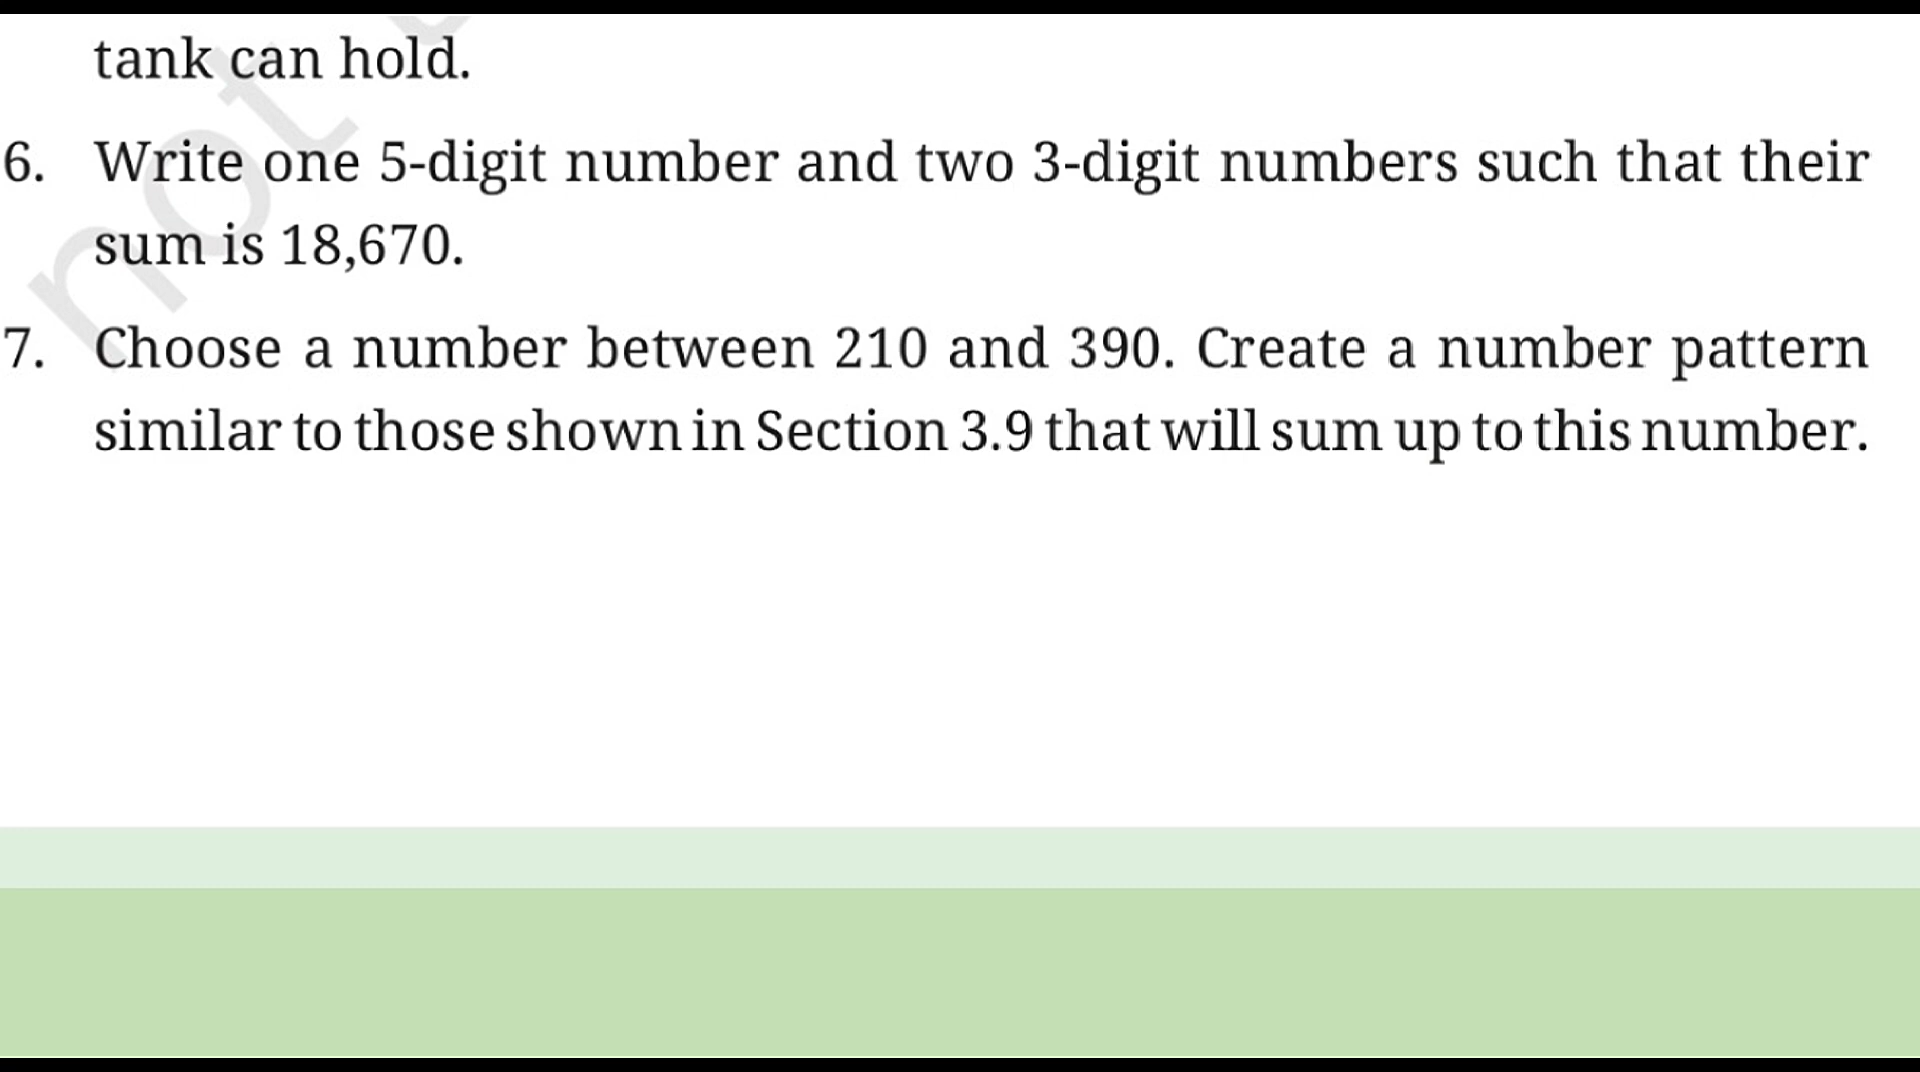 tank can hold.
6. Write one 5-digit number and two 3-digit numbers such that their
sum is 18,670.
7. Choose a number between 210 and 390. Create a number pattern
similar to those shown in Section 3.9 that will sum up to this number.
not